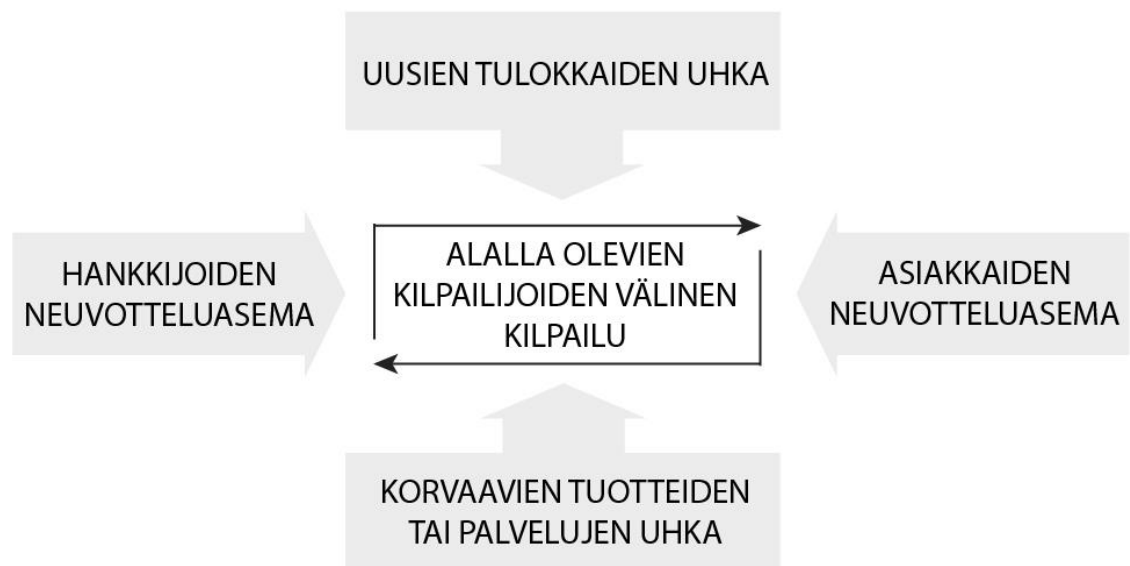 UUSIEN TULOKKAIDEN UHKA
HANKKIJOIDEN
NEUVOTTELUASEMA
ALALLA OLEVIEN
KILPAILIJOIDEN VÄLINEN
KILPAILU
ASIAKKAIDEN
NEUVOTTELUASEMA
KORVAAVIEN TUOTTEIDEN
TAI PALVELUJEN UHKA